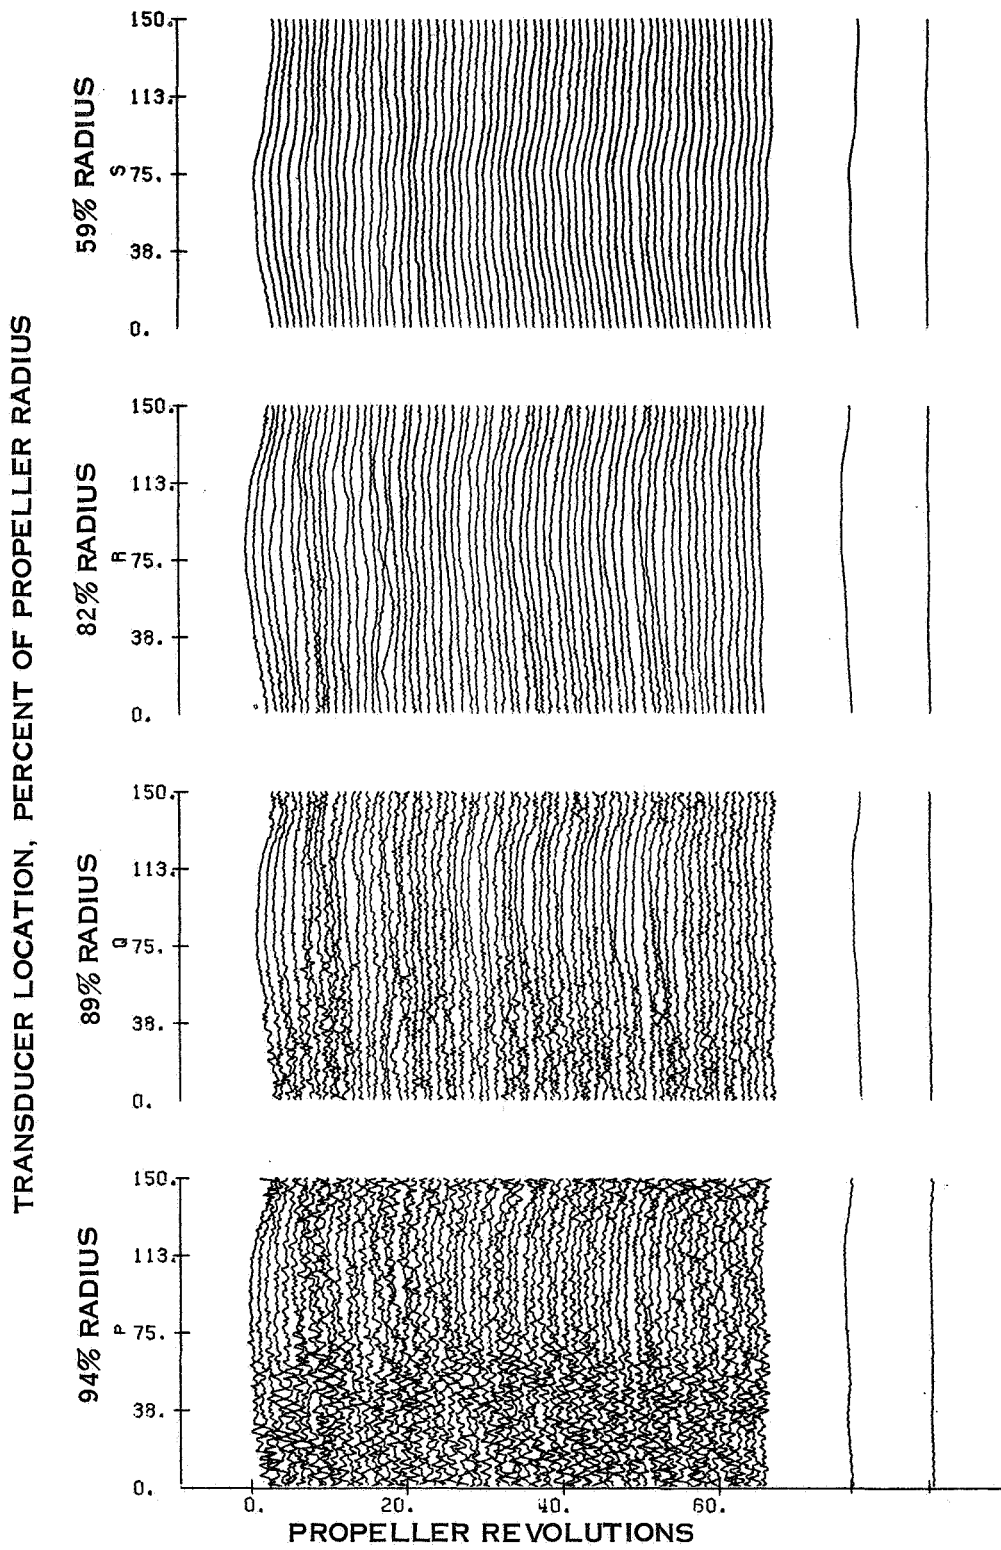 TRANSDUCER LOCATION, PERCENT OF PROPELLER RADIUS
59% RADIUS
S
150.
113.
75.
38.
0.
82% RADIUS
R
150.
113.
75.
38.
0.
89% RADIUS
Q
150.
113.
75.
38.
0.
94% RADIUS
P
150.
113.
75.
38.
0.
0. 20. 40. 60.
PROPELLER REVOLUTIONS